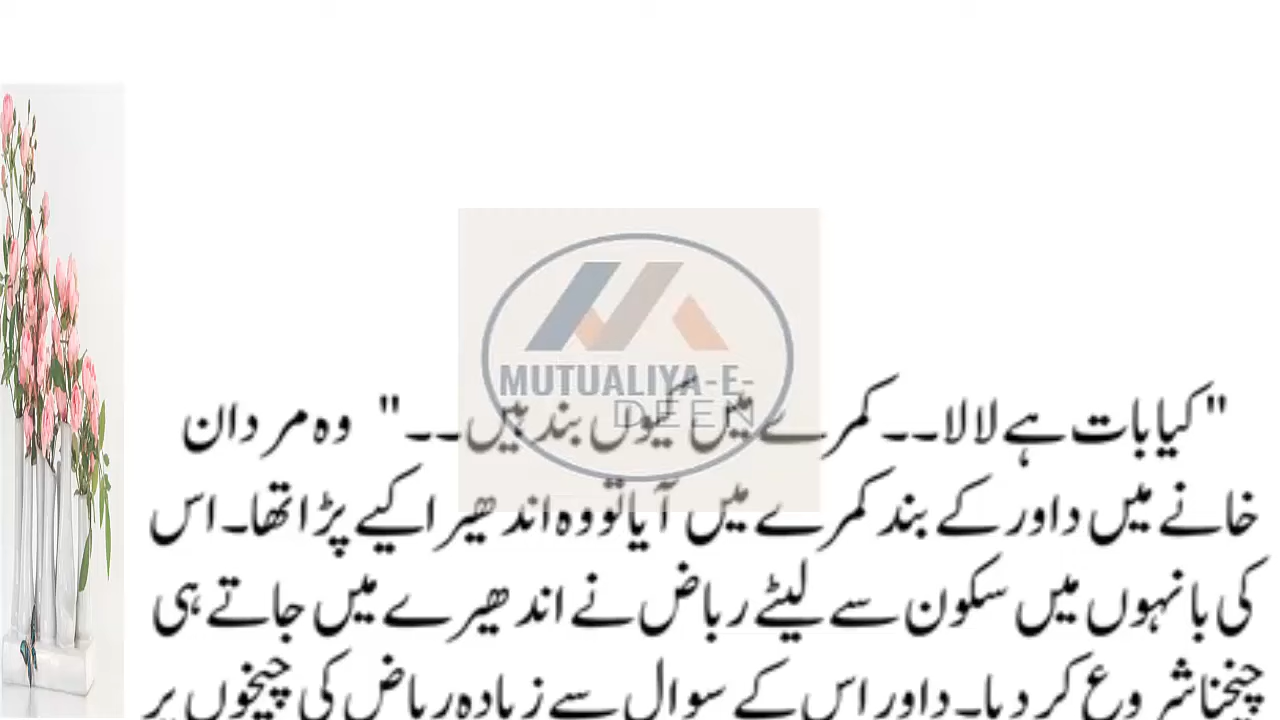 MUTUALIYA-E-
DEEN
"کیا بات ہے لالا۔۔ کمرے میں کیوں بند ہیں۔۔" وہ مردان
خانے میں داور کے بند کمرے میں آیا تو وہ اندھیرا کیے پڑا تھا۔ اس
کی بانہوں میں سکون سے لیٹے رباض نے اندھیرے میں جاتے ہی
چیخنا شروع کر دیا۔ داور اس کے سوال سے زیادہ رباض کی چیخوں پر